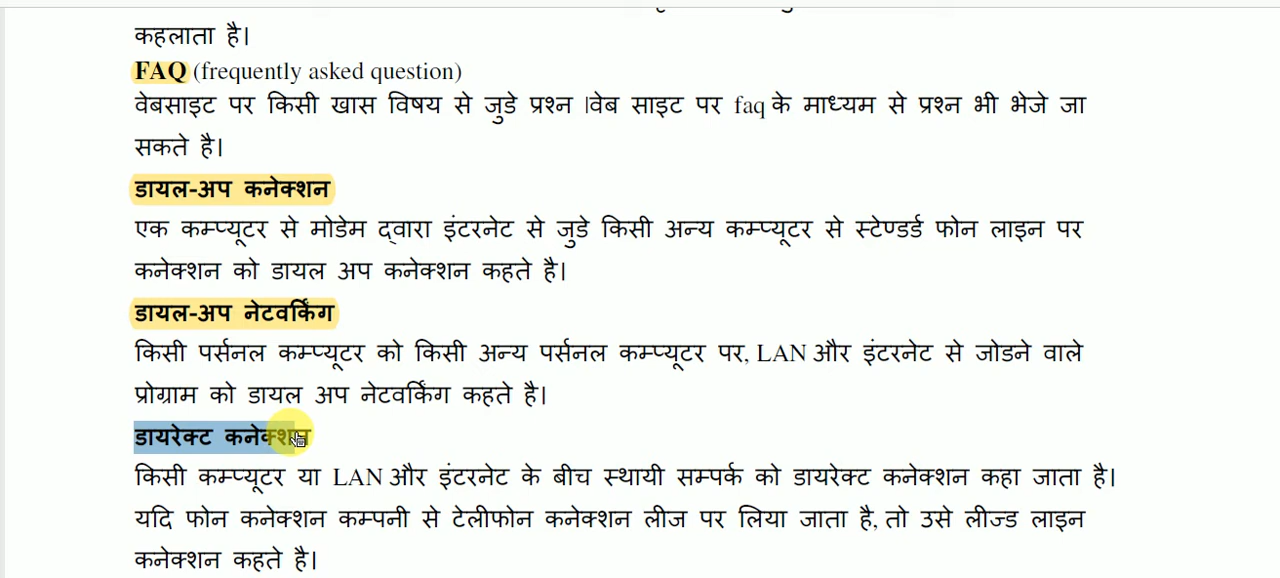 कहलाता है।
FAQ (frequently asked question)
वेबसाइट पर किसी खास विषय से जुडे प्रश्न |वेब साइट पर faq के माध्यम से प्रश्न भी भेजे जा
सकते है।
डायल-अप कनेक्शन
एक कम्प्यूटर से मोडेम द्वारा इंटरनेट से जुडे किसी अन्य कम्प्यूटर से स्टेण्डर्ड फोन लाइन पर
कनेक्शन को डायल अप कनेक्शन कहते है।
डायल-अप नेटवर्किंग
किसी पर्सनल कम्प्यूटर को किसी अन्य पर्सनल कम्प्यूटर पर, LAN और इंटरनेट से जोडने वाले
प्रोग्राम को डायल अप नेटवर्किंग कहते है।
डायरेक्ट कनेक्शन
किसी कम्प्यूटर या LAN और इंटरनेट के बीच स्थायी सम्पर्क को डायरेक्ट कनेक्शन कहा जाता है।
यदि फोन कनेक्शन कम्पनी से टेलीफोन कनेक्शन लीज पर लिया जाता है, तो उसे लीज्ड लाइन
कनेक्शन कहते है।